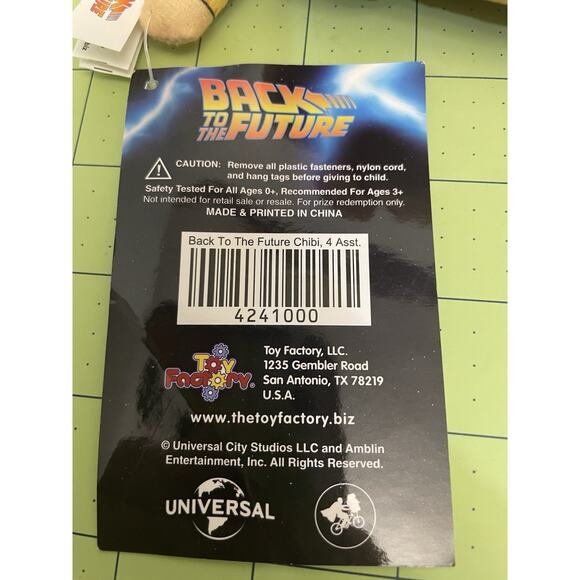 BACK
TO
THE FUTURE
CAUTION: Remove all plastic fasteners, nylon cord,
and hang tags before giving to child.
Safety Tested For All Ages 0+, Recommended For Ages 3+
Not intended for retail sale or resale. For prize redemption only.
MADE & PRINTED IN CHINA
Back To The Future Chibi, 4 Asst.
4241000
Toy
Factory®
Toy Factory, LLC.
1235 Gembler Road
San Antonio, TX 78219
U.S.A.
www.thetoyfactory.biz
© Universal City Studios LLC and Amblin
Entertainment, Inc. All Rights Reserved.
UNIVERSAL